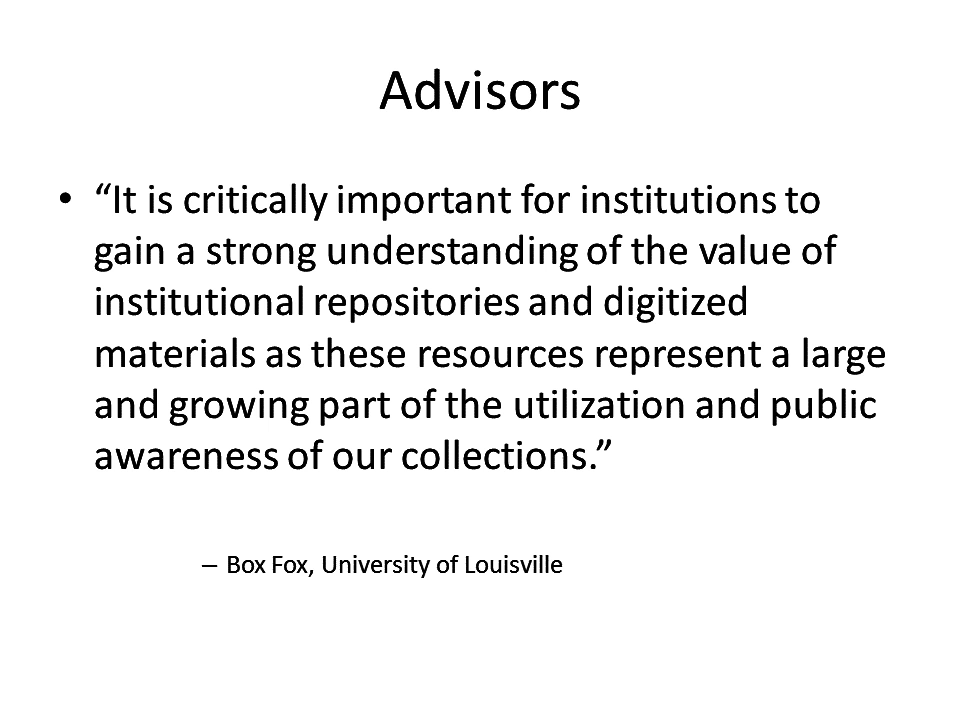 Advisors
• “It is critically important for institutions to
gain a strong understanding of the value of
institutional repositories and digitized
materials as these resources represent a large
and growing part of the utilization and public
awareness of our collections.”
– Box Fox, University of Louisville